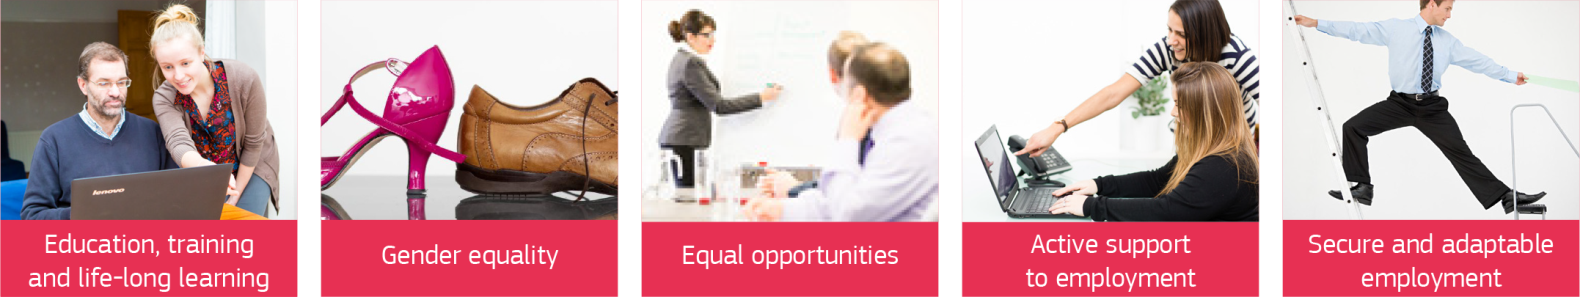 lenovo
Education, training
and life-long learning
Gender equality
Equal opportunities
Active support
to employment
Secure and adaptable
employment